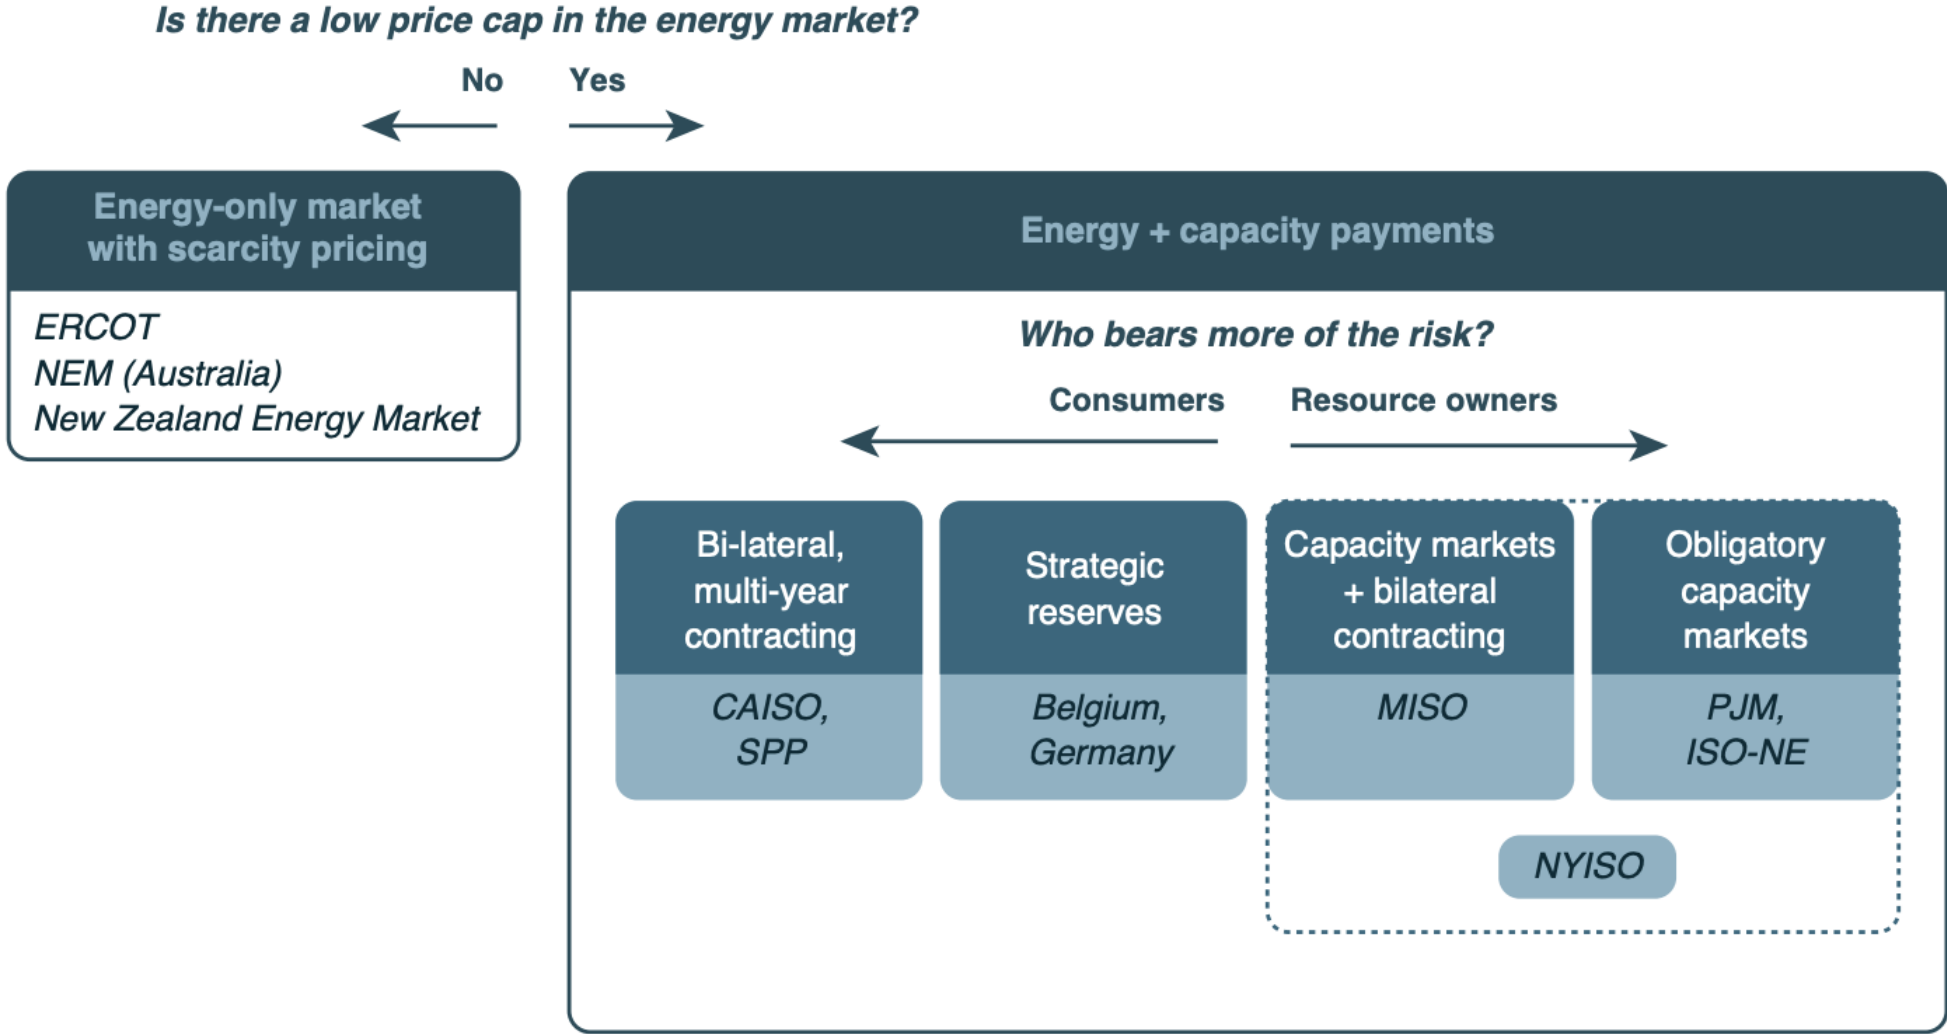 Is there a low price cap in the energy market?
No
Yes
Energy-only market
with scarcity pricing
ERCOT
NEM (Australia)
New Zealand Energy Market
Energy + capacity payments
Who bears more of the risk?
Consumers
Resource owners
Bi-lateral,
multi-year
contracting
CAISO,
SPP
Strategic
reserves
Belgium,
Germany
Capacity markets
+ bilateral
contracting
MISO
Obligatory
capacity
markets
PJM,
ISO-NE
NYISO